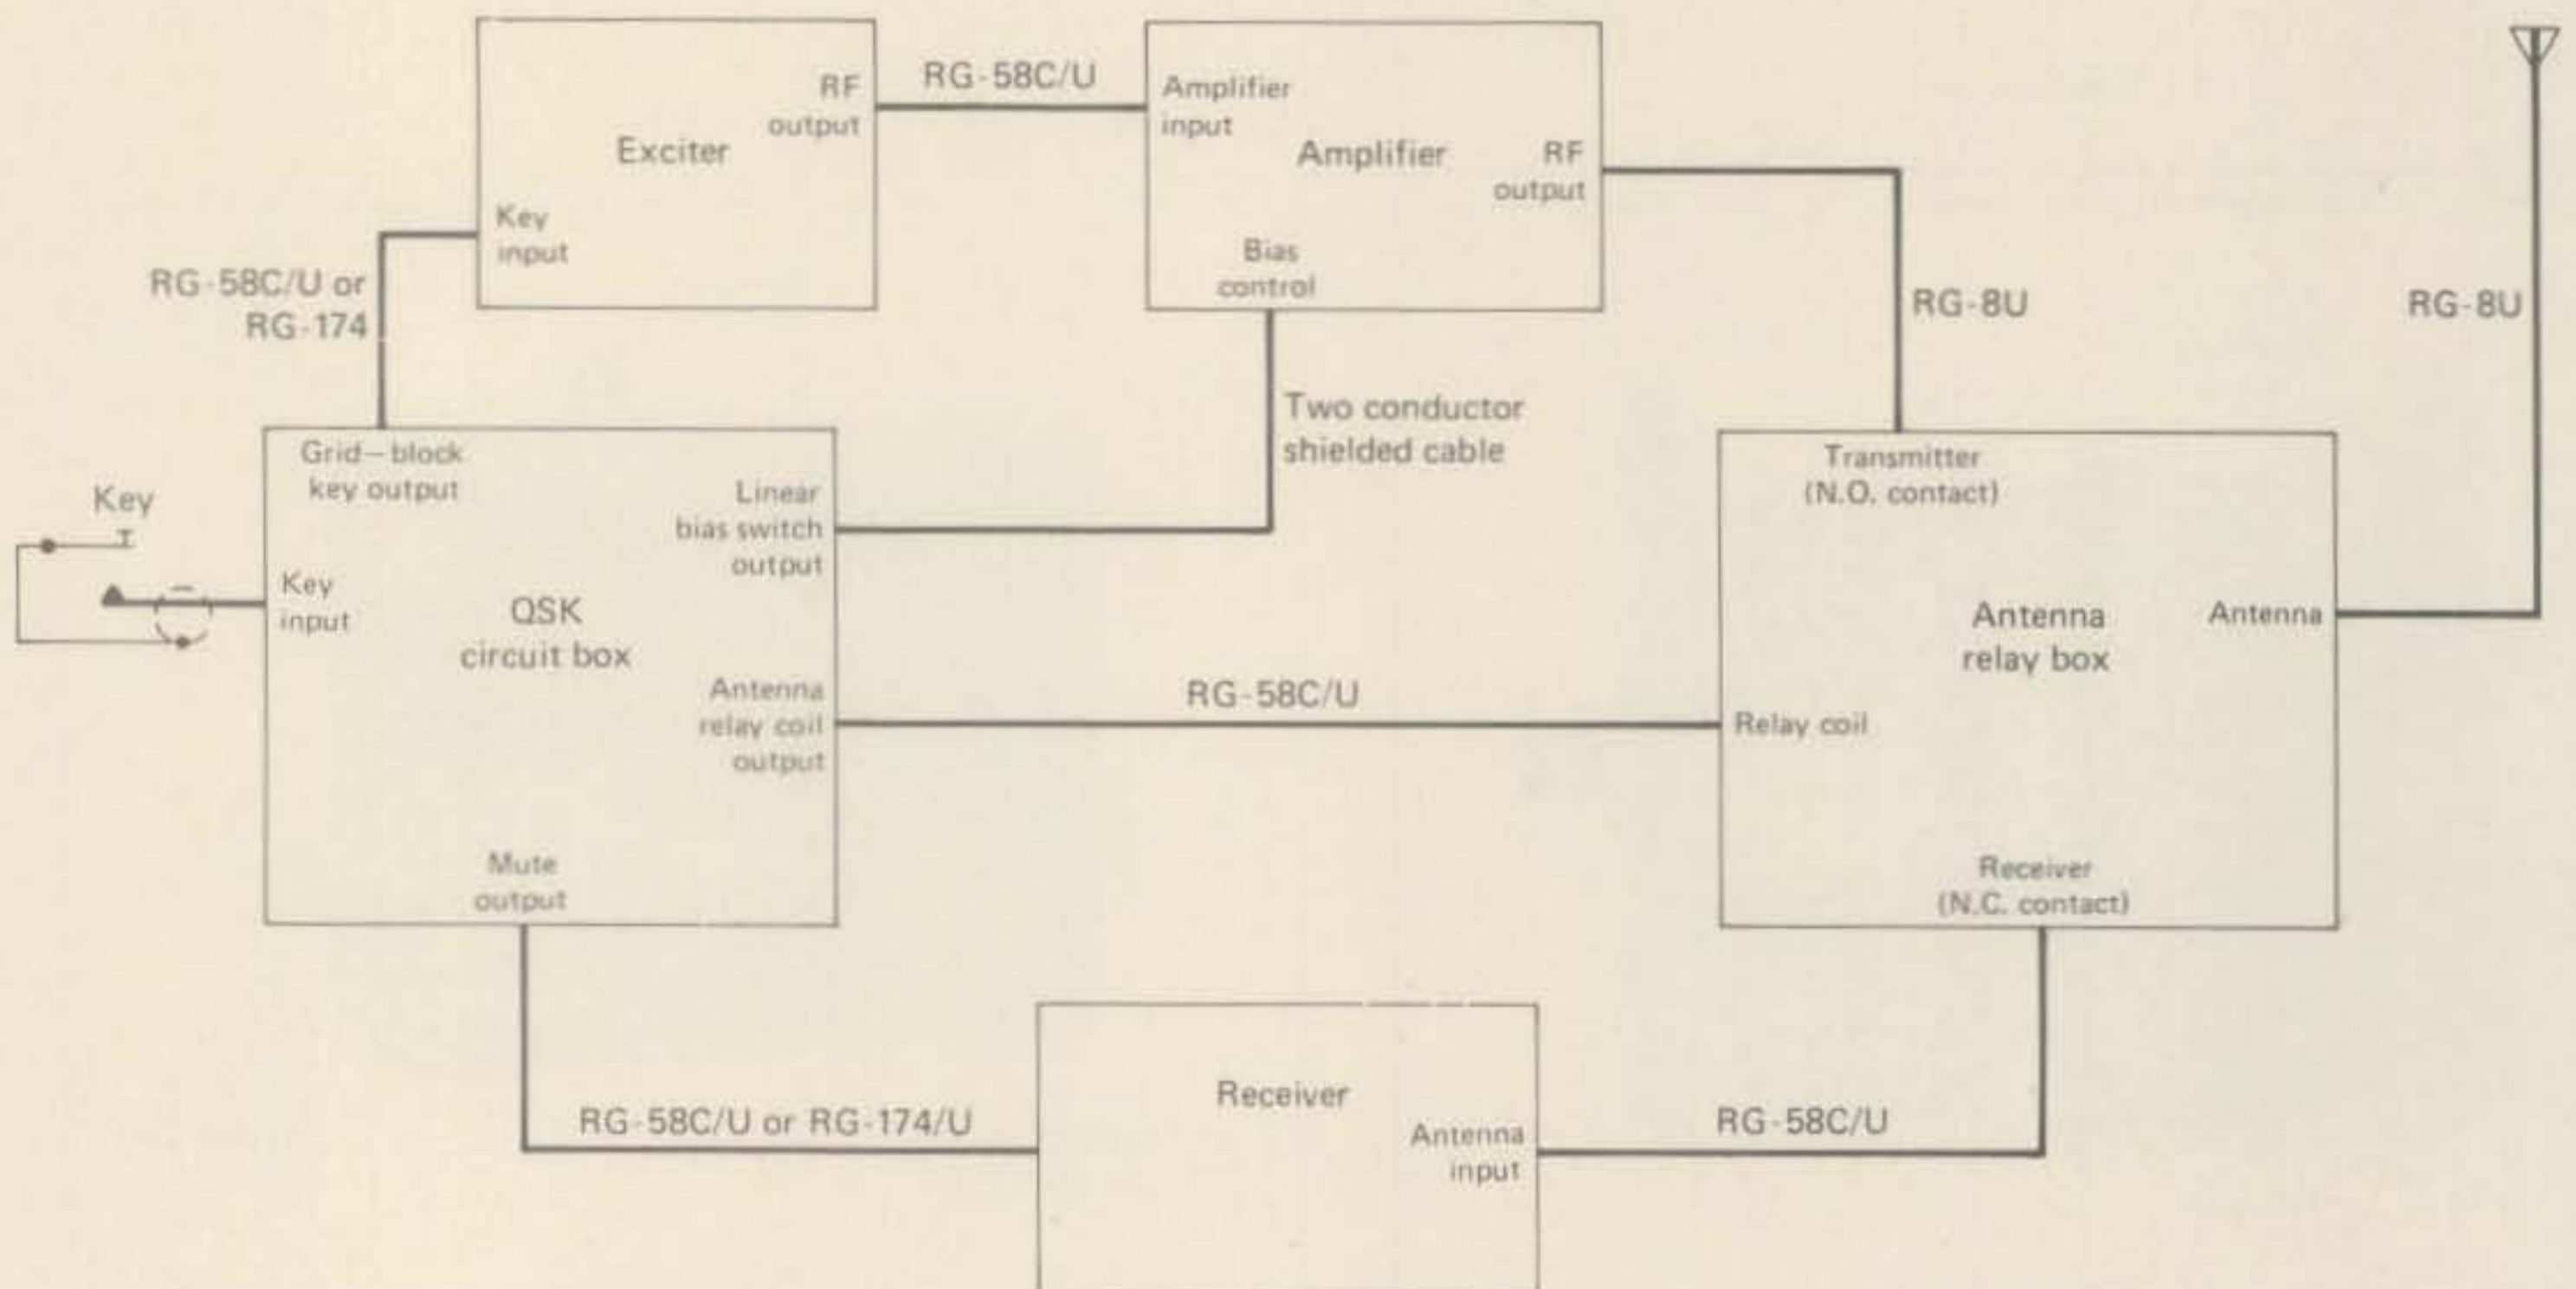 RF
output
Exciter
Key
input
RG-58C/U
Amplifier
input
Amplifier
RF
output
Bias
control
RG-58C/U or
RG-174
RG-8U
RG-8U
Two conductor
shielded cable
Key
Grid-block
key output
Linear
bias switch
output
Key
input
QSK
circuit box
Antenna
relay coil
output
Mute
output
RG-58C/U
Transmitter
(N.O. contact)
Antenna
relay box
Antenna
Relay coil
Receiver
(N.C. contact)
RG-58C/U or RG-174/U
Receiver
Antenna
input
RG-58C/U